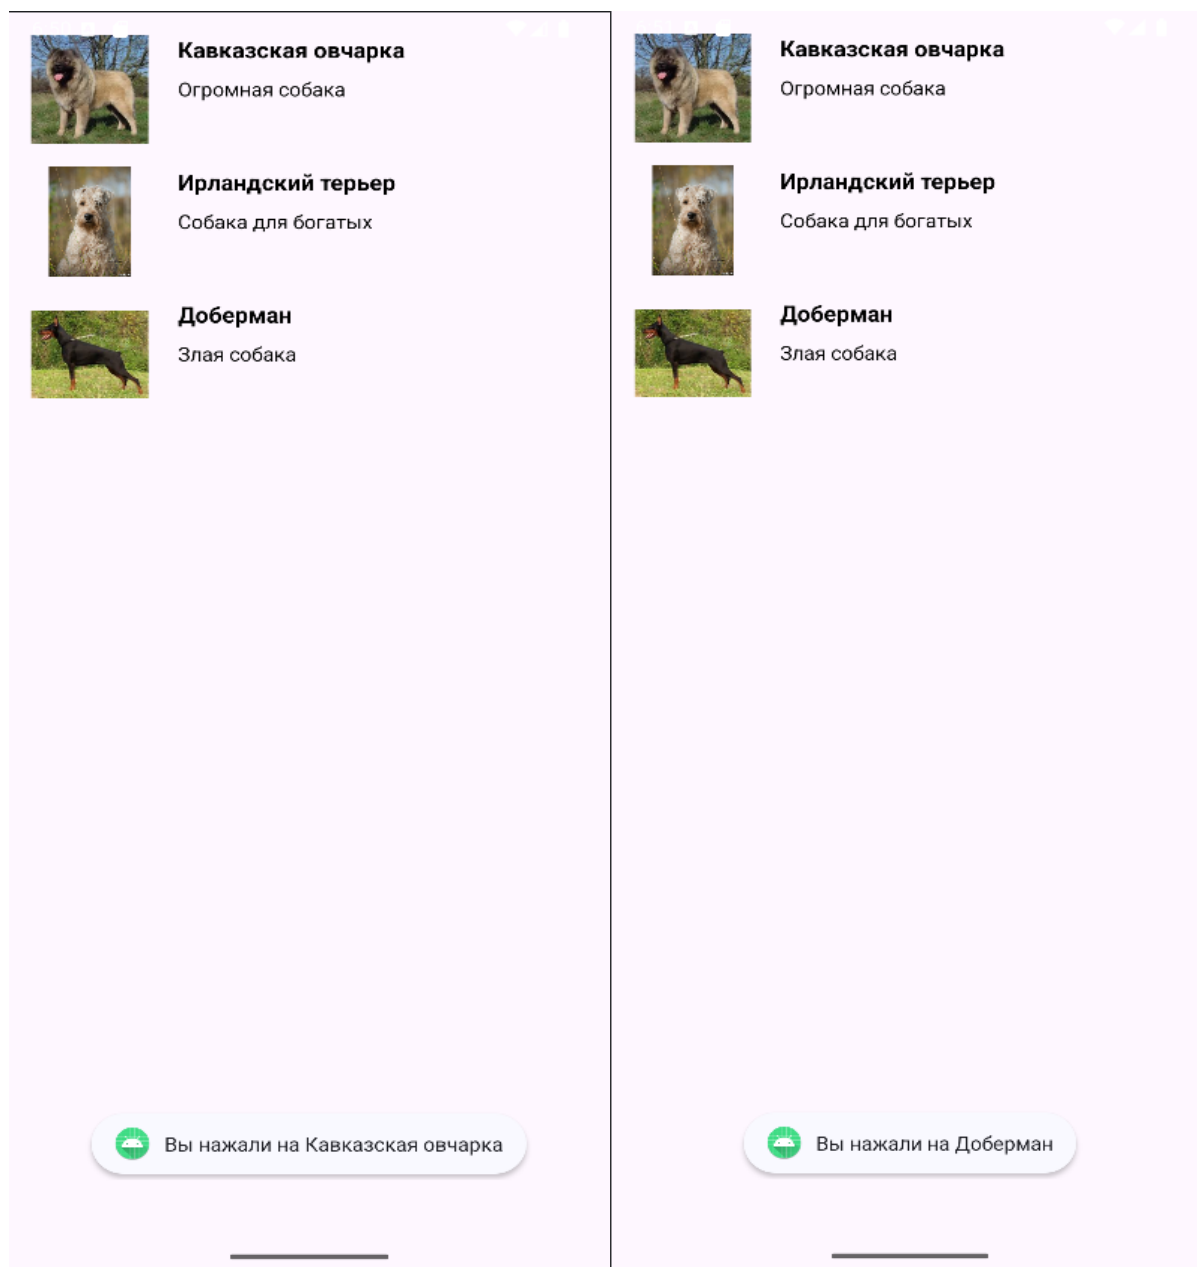 Кавказская овчарка
Огромная собака
Ирландский терьер
Собака для богатых
Доберман
Злая собака
Вы нажали на Кавказская овчарка
Кавказская овчарка
Огромная собака
Ирландский терьер
Собака для богатых
Доберман
Злая собака
Вы нажали на Доберман